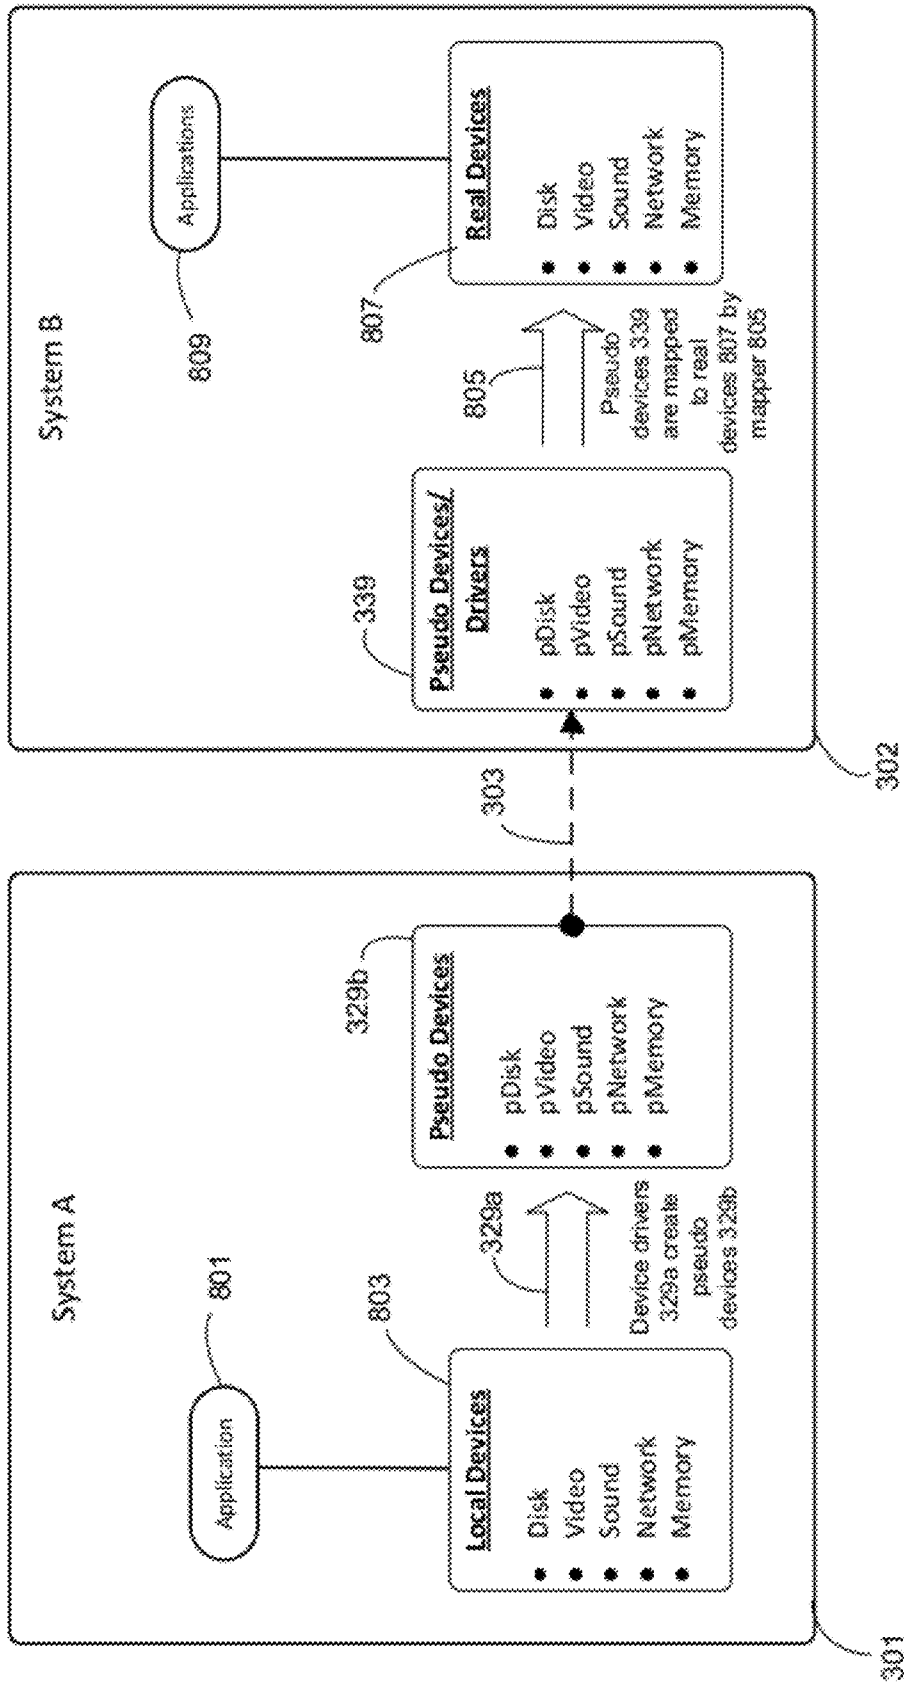 System A
801
Application
803
Local Devices
Disk
Video
Sound
Network
Memory
329a
Device drivers
329a create
pseudo
devices 329b
329b
Pseudo Devices
pDisk
pVideo
pSound
pNetwork
pMemory
301
303
System B
339
Pseudo Devices/
Drivers
pDisk
pVideo
pSound
pNetwork
pMemory
805
Pseudo
devices 339
are mapped
to real
devices 807 by
mapper 805
809
Applications
807
Real Devices
Disk
Video
Sound
Network
Memory
302